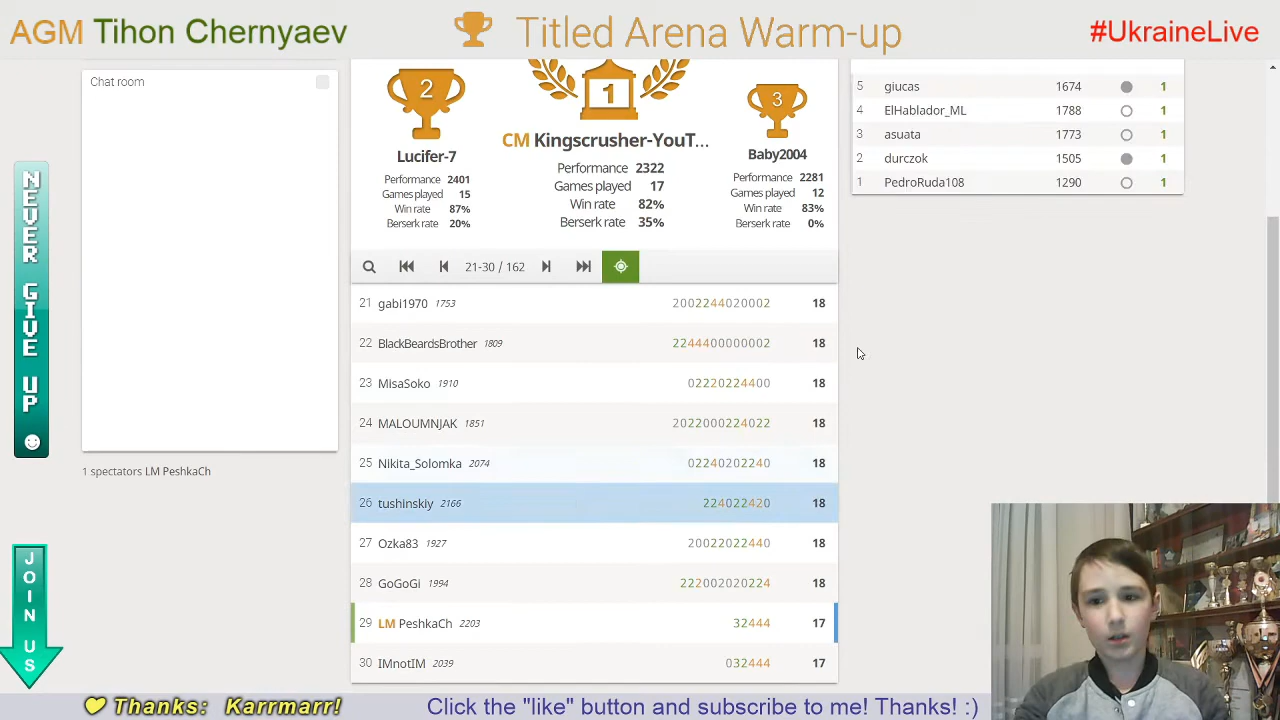 AGM Tihon Chernyaev
Titled Arena Warm-up
#UkraineLive
NEVER GIVE UP
JOIN US
Chat room
1 spectators LM PeshkaCh
2
Lucifer-7
Performance 2401
Games played 15
Win rate 87%
Berserk rate 20%
1
CM Kingscrusher-YouT...
Performance 2322
Games played 17
Win rate 82%
Berserk rate 35%
3
Baby2004
Performance 2281
Games played 12
Win rate 83%
Berserk rate 0%
21-30 / 162
21 gabi1970 1753 2002244020002 18
22 BlackBeardsBrother 1809 2244400000002 18
23 MisaSoko 1910 02220224400 18
24 MALOUMNJAK 1851 2022000224022 18
25 Nikita_Solomka 2074 02240202240 18
26 tushinskiy 2166 224022420 18
27 Ozka83 1927 20022022440 18
28 GoGoGi 1994 222002020224 18
29 LM PeshkaCh 2203 32444 17
30 IMnotIM 2039 032444 17
5 giucas 1674 1
4 ElHablador_ML 1788 1
3 asuata 1773 1
2 durczok 1505 1
1 PedroRuda108 1290 1
Thanks: Karrmarr!
Click the "like" button and subscribe to me! Thanks! :)